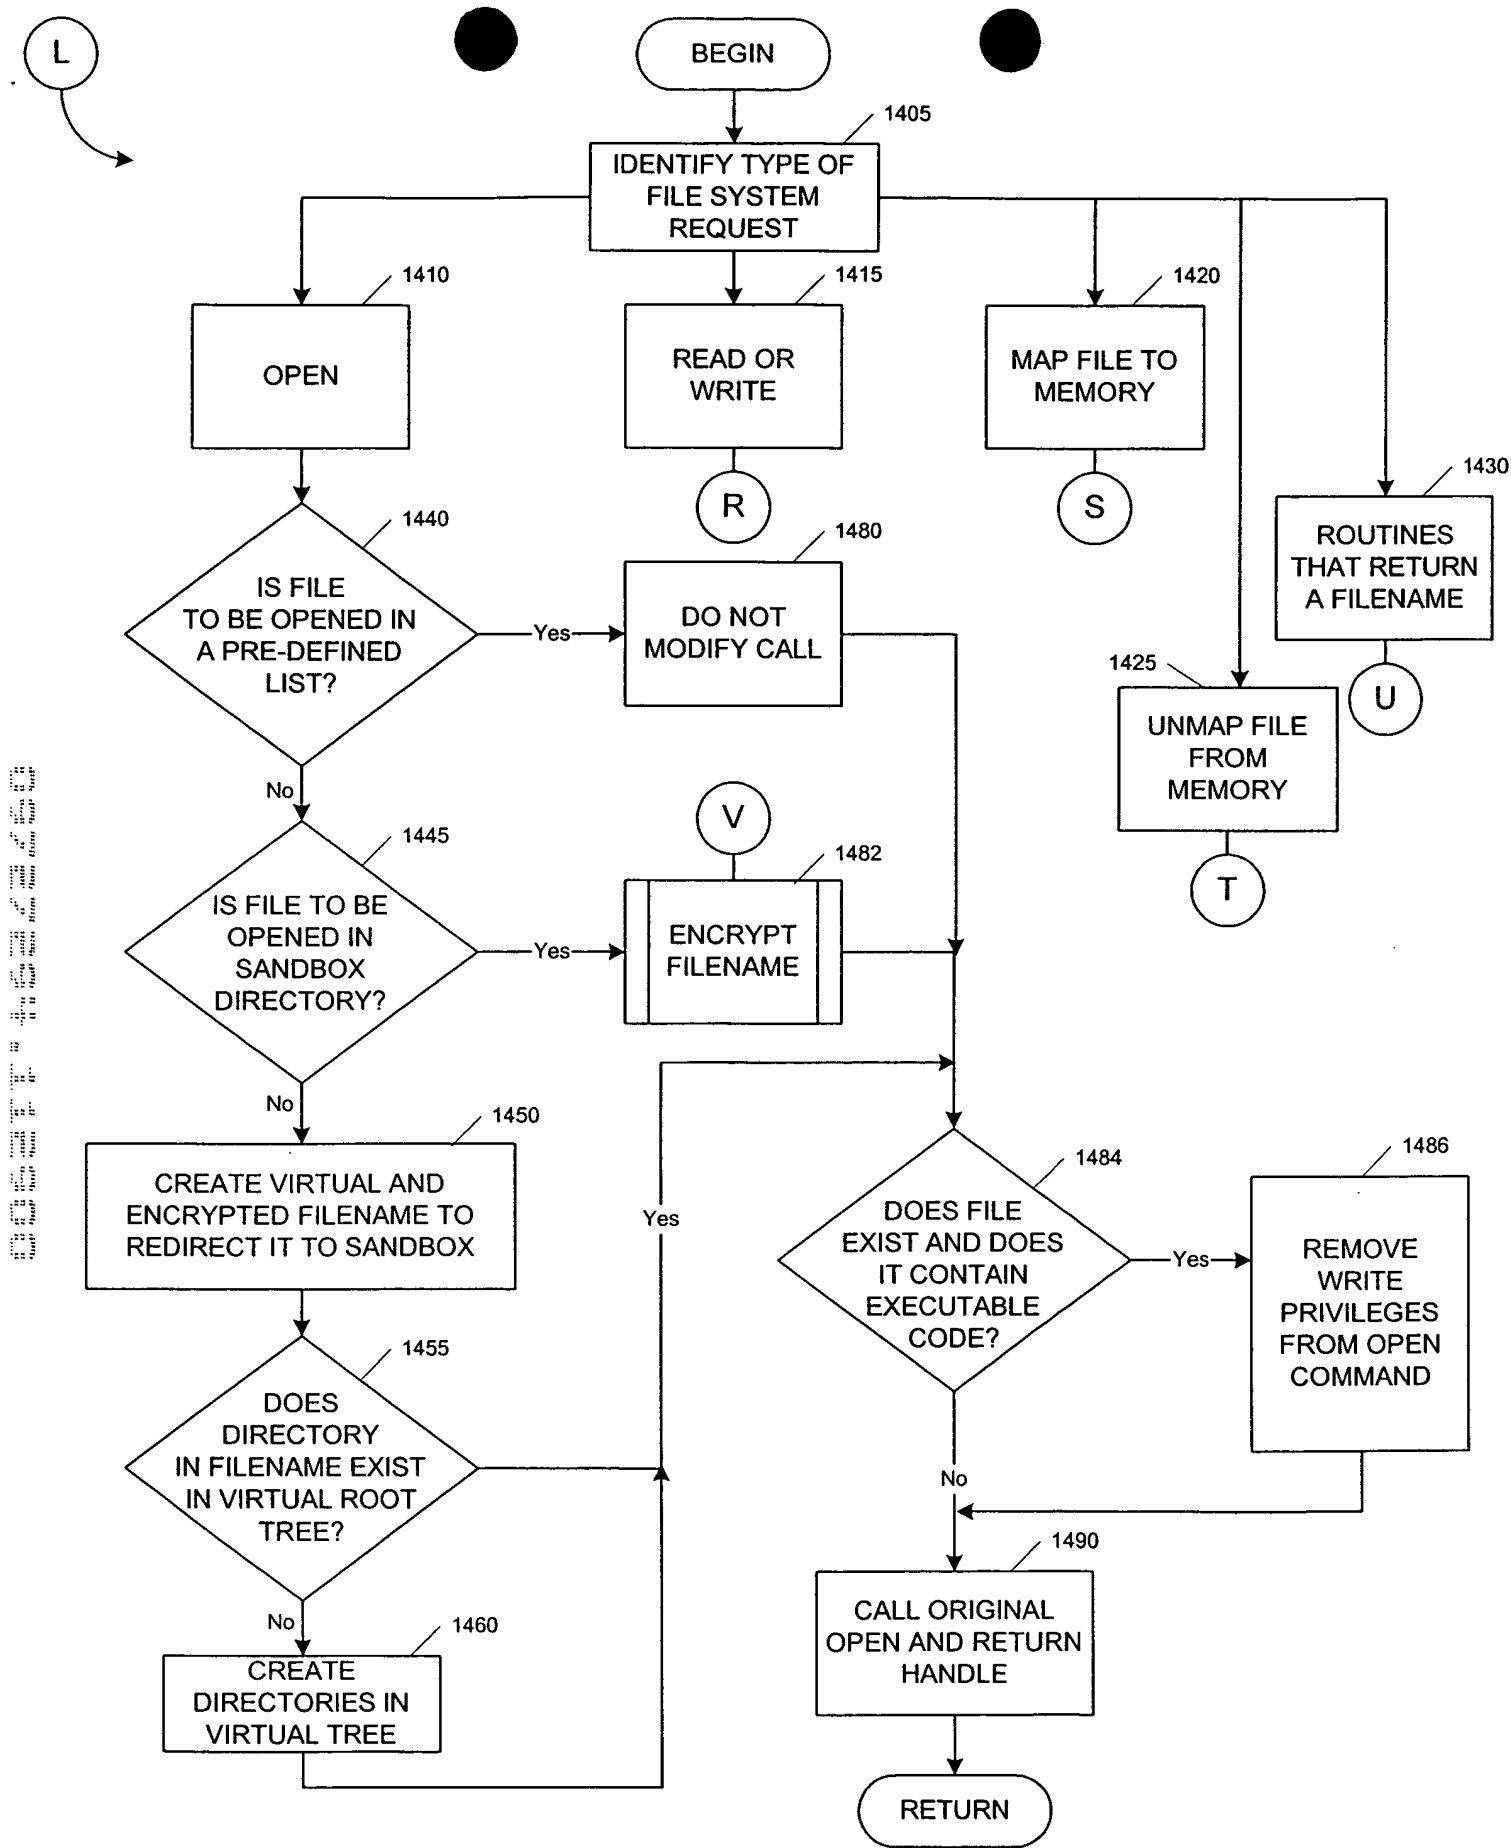 L
BEGIN
1405
IDENTIFY TYPE OF
FILE SYSTEM
REQUEST
1410
OPEN
1415
READ OR
WRITE
R
1420
MAP FILE TO
MEMORY
S
1430
ROUTINES
THAT RETURN
A FILENAME
U
1425
UNMAP FILE
FROM
MEMORY
T
1440
IS FILE
TO BE OPENED IN
A PRE-DEFINED
LIST?
Yes
1480
DO NOT
MODIFY CALL
No
1445
IS FILE TO BE
OPENED IN
SANDBOX
DIRECTORY?
Yes
V
1482
ENCRYPT
FILENAME
No
1450
CREATE VIRTUAL AND
ENCRYPTED FILENAME TO
REDIRECT IT TO SANDBOX
1455
DOES
DIRECTORY
IN FILENAME EXIST
IN VIRTUAL ROOT
TREE?
Yes
No
1460
CREATE
DIRECTORIES IN
VIRTUAL TREE
1484
DOES FILE
EXIST AND DOES
IT CONTAIN
EXECUTABLE
CODE?
Yes
1486
REMOVE
WRITE
PRIVILEGES
FROM OPEN
COMMAND
No
1490
CALL ORIGINAL
OPEN AND RETURN
HANDLE
RETURN